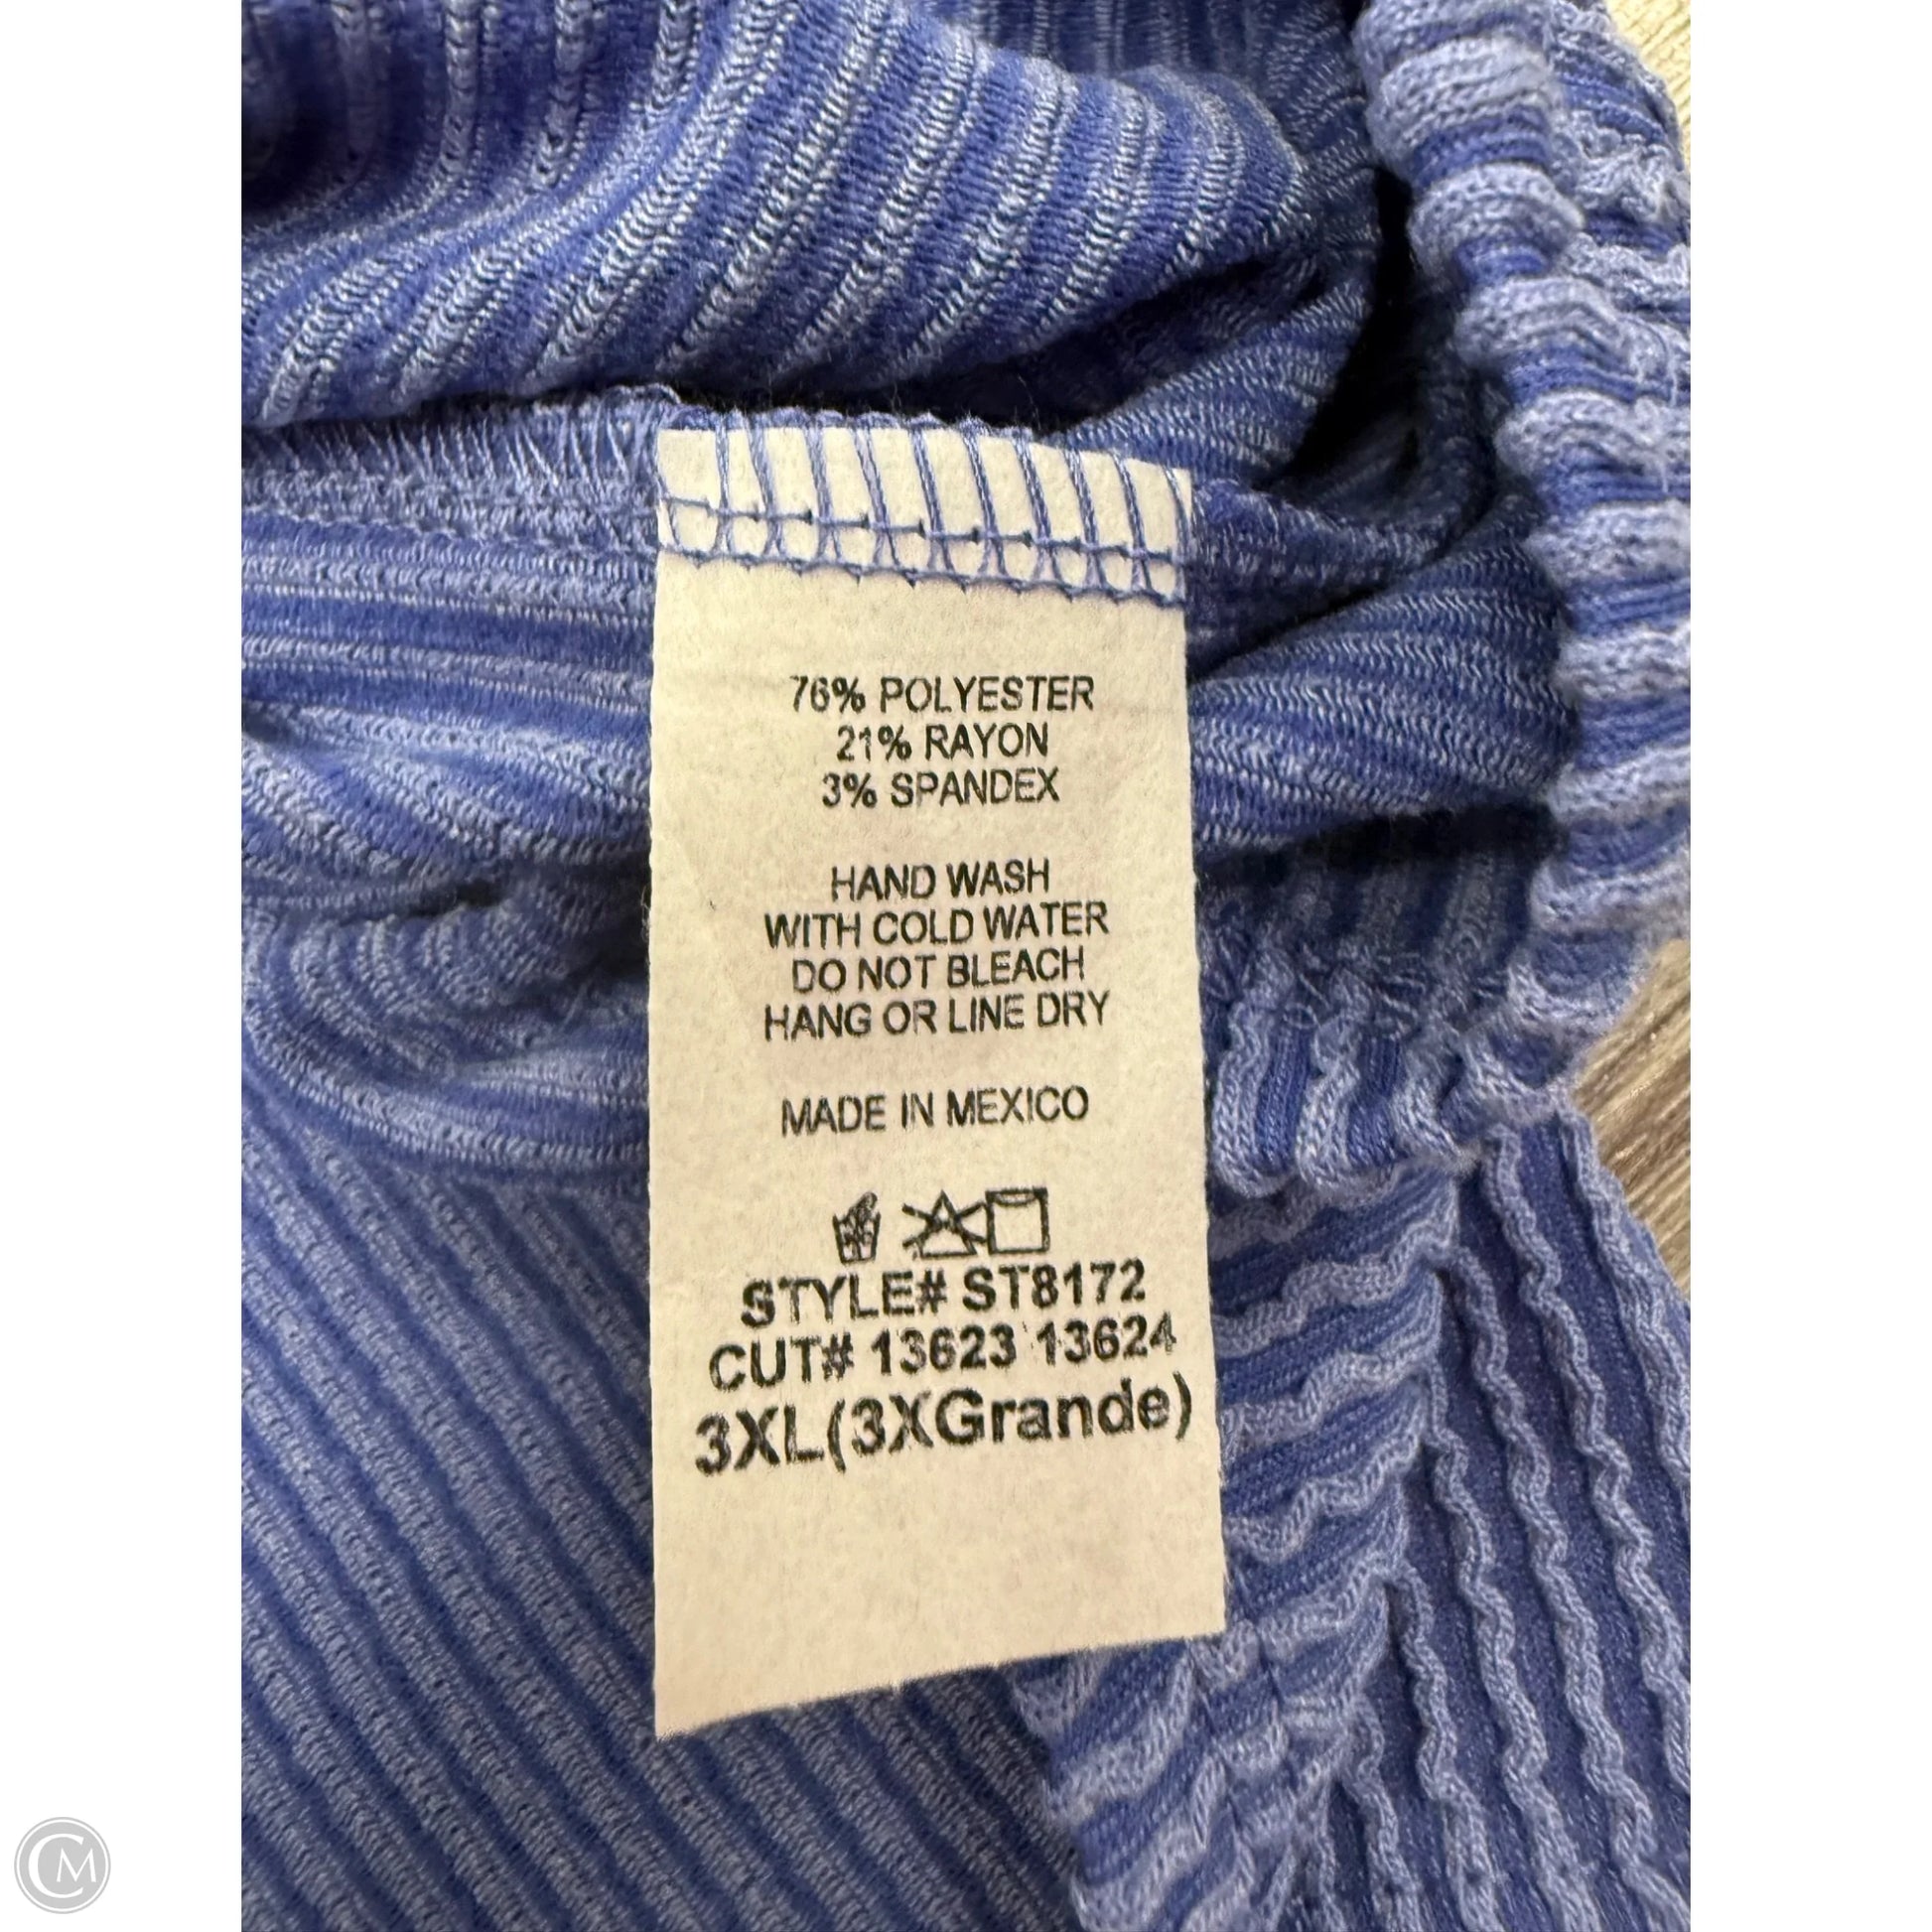 76% POLYESTER
21% RAYON
3% SPANDEX
HAND WASH
WITH COLD WATER
DO NOT BLEACH
HANG OR LINE DRY
MADE IN MEXICO
STYLE# ST8172
CUT# 13623 13624
3XL(3XGrande)
CM